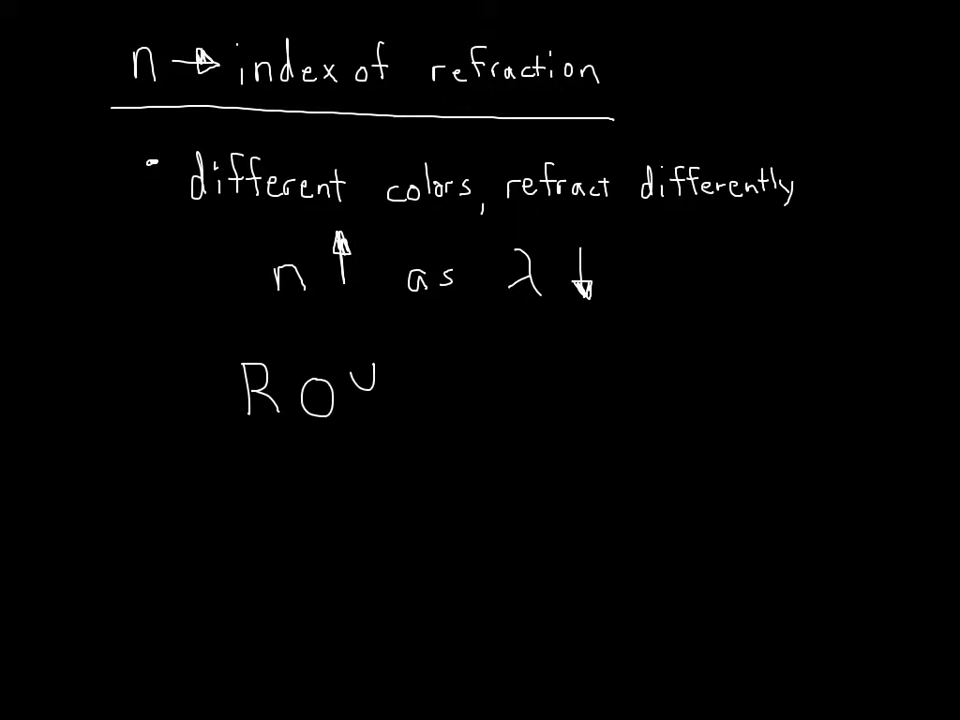 n → index of refraction
• different colors, refract differently
n ↑ as λ ↓
R O